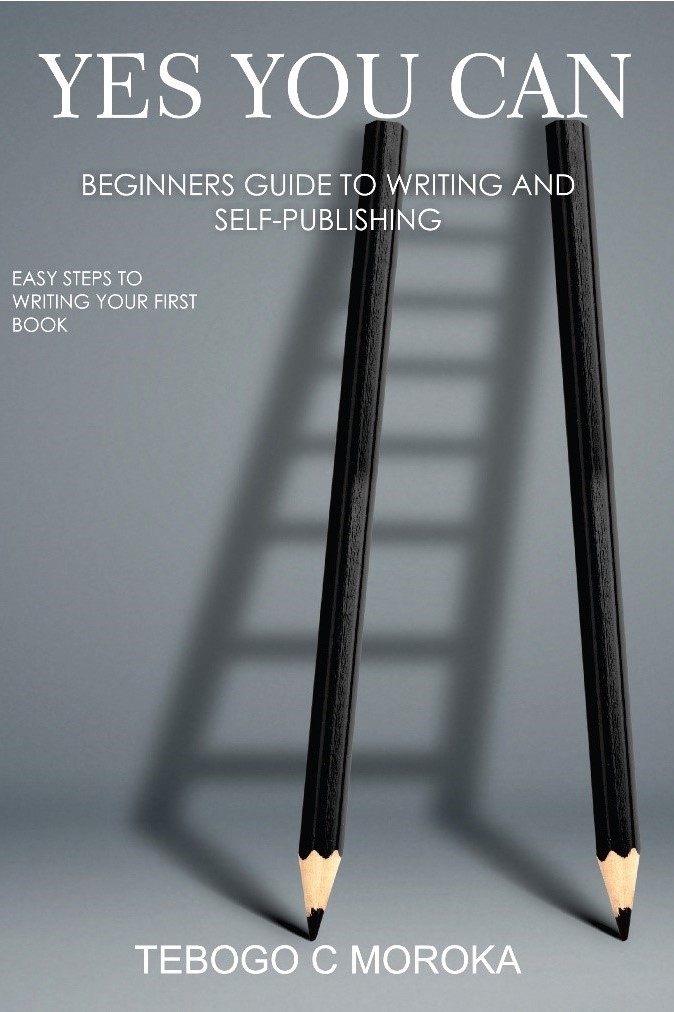 YES YOU CAN
BEGINNERS GUIDE TO WRITING AND
SELF-PUBLISHING
EASY STEPS TO
WRITING YOUR FIRST
BOOK
TEBOGO C MOROKA